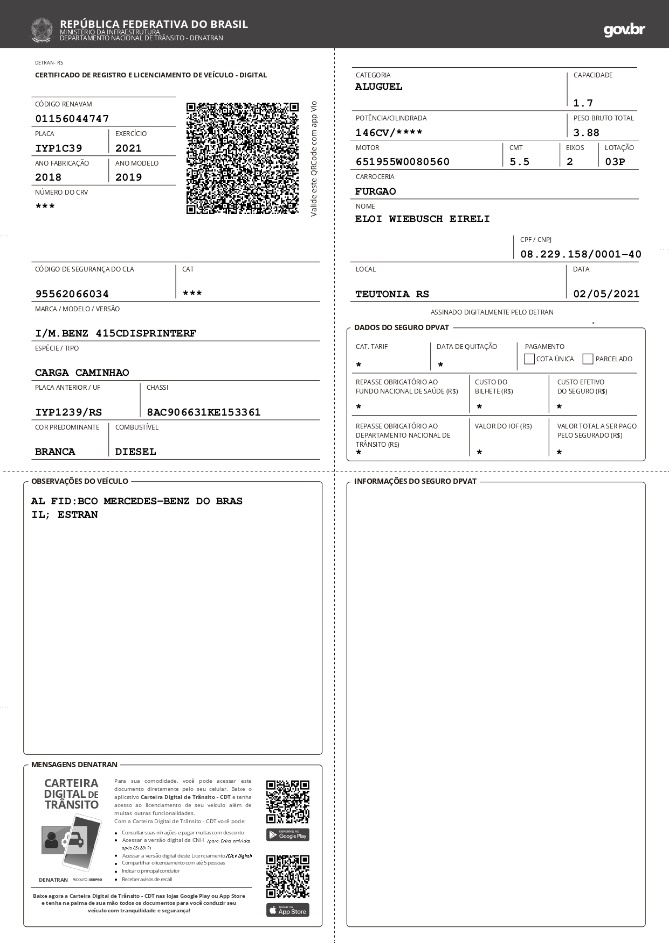 REPÚBLICA FEDERATIVA DO BRASIL
MINISTÉRIO DA INFRAESTRUTURA
DEPARTAMENTO NACIONAL DE TRÂNSITO - DENATRAN
gov.br
DETRAN- RS
CERTIFICADO DE REGISTRO E LICENCIAMENTO DE VEÍCULO - DIGITAL
CÓDIGO RENAVAM
01156044747
PLACA EXERCÍCIO
IYP1C39 2021
ANO FABRICAÇÃO ANO MODELO
2018 2019
NÚMERO DO CRV
***
Valide este QRCode com app Vio
CÓDIGO DE SEGURANÇA DO CLA CAT
95562066034 ***
MARCA / MODELO / VERSÃO
I/M.BENZ 415CDISPRINTERF
ESPÉCIE / TIPO
CARGA CAMINHAO
PLACA ANTERIOR / UF CHASSI
IYP1239/RS 8AC906631KE153361
COR PREDOMINANTE COMBUSTÍVEL
BRANCA DIESEL
CATEGORIA CAPACIDADE
ALUGUEL
1.7
POTÊNCIA/CILINDRADA PESO BRUTO TOTAL
146CV/**** 3.88
MOTOR CMT EIXOS LOTAÇÃO
651955W0080560 5.5 2 03P
CARROCERIA
FURGAO
NOME
ELOI WIEBUSCH EIRELI
CPF / CNPJ
08.229.158/0001-40
LOCAL DATA
TEUTONIA RS 02/05/2021
ASSINADO DIGITALMENTE PELO DETRAN
DADOS DO SEGURO DPVAT
CAT. TARIF DATA DE QUITAÇÃO PAGAMENTO
* * COTA ÚNICA PARCELADO
REPASSE OBRIGATÓRIO AO CUSTO DO CUSTO EFETIVO
FUNDO NACIONAL DE SAÚDE (R$) BILHETE (R$) DO SEGURO (R$)
* * *
REPASSE OBRIGATÓRIO AO VALOR DO IOF (R$) VALOR TOTAL A SER PAGO
DEPARTAMENTO NACIONAL DE PELO SEGURADO (R$)
TRÂNSITO (R$)
* * *
OBSERVAÇÕES DO VEÍCULO
AL FID:BCO MERCEDES-BENZ DO BRAS
IL; ESTRAN
INFORMAÇÕES DO SEGURO DPVAT
MENSAGENS DENATRAN
CARTEIRA
DIGITAL DE
TRÂNSITO
DENATRAN SERPRO
Para sua comodidade, você pode acessar este
documento diretamente pelo seu celular. Baixe o
aplicativo Carteira Digital de Trânsito - CDT e tenha
acesso ao licenciamento de seu veículo além de
muitas outras funcionalidades.
Com a Carteira Digital de Trânsito - CDT você pode:
Consultar suas infrações e pagar multas com desconto
Acessar a versão digital da CNH
Acessar a versão digital deste Licenciamento
Compartilhar o licenciamento com até 5 pessoas
Indicar o principal condutor
Receber avisos de recall
Google Play
App Store
Baixe agora a Carteira Digital de Trânsito - CDT nas lojas Google Play ou App Store
e tenha na palma de sua mão todos os documentos para você conduzir seu
veículo com tranquilidade e segurança!